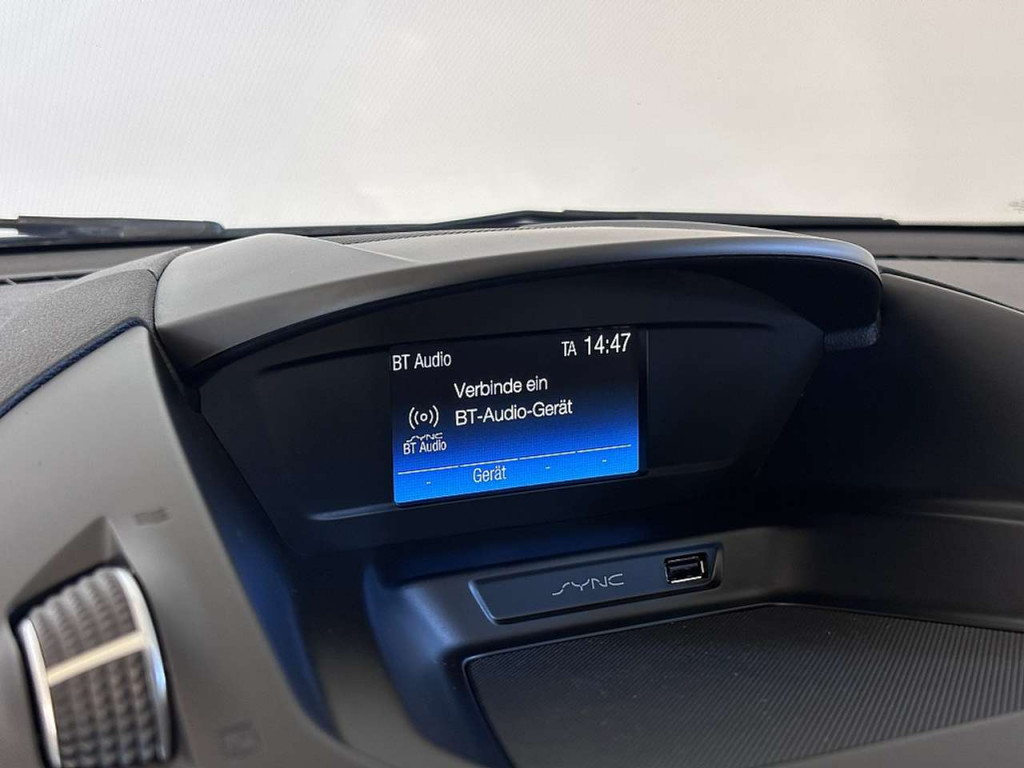 BT Audio
TA 14:47
Verbinde ein
BT-Audio-Gerät
SYNC
BT Audio
- Gerät - -
SYNC